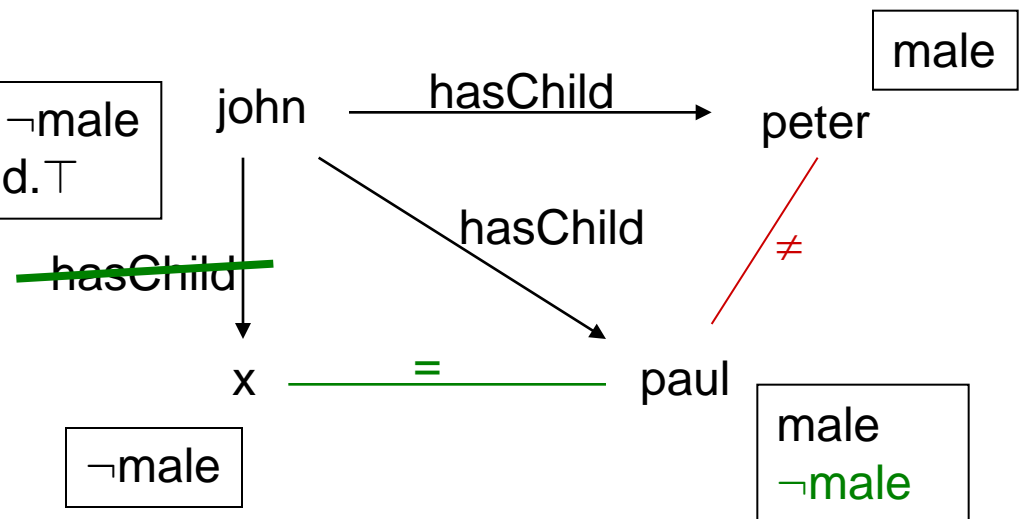 male
john
hasChild
peter
¬male
d.⊤
hasChild
≠
hasChild
x
=
paul
¬male
male
¬male